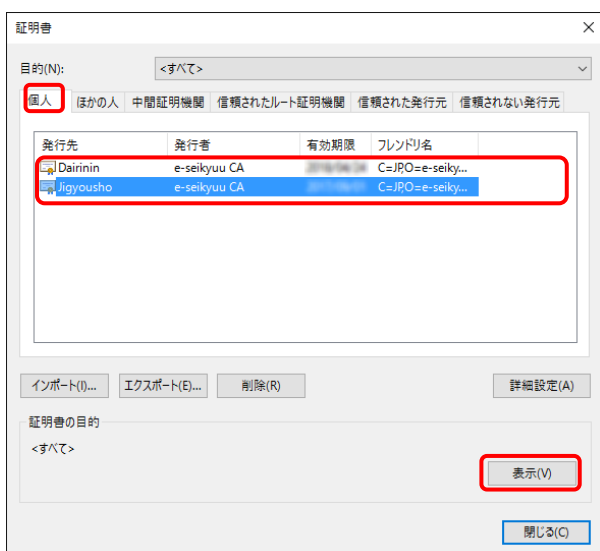 証明書
目的(N): <すべて>
個人 ほかの人 中間証明機関 信頼されたルート証明機関 信頼された発行元 信頼されない発行元
発行先 発行者 有効期限 フレンドリ名
Dairinin e-seikyuu CA C=JP,O=e-seiky...
Jigyousho e-seikyuu CA C=JP,O=e-seiky...
インポート(I)... エクスポート(E)... 削除(R) 詳細設定(A)
証明書の目的
<すべて>
表示(V)
閉じる(C)